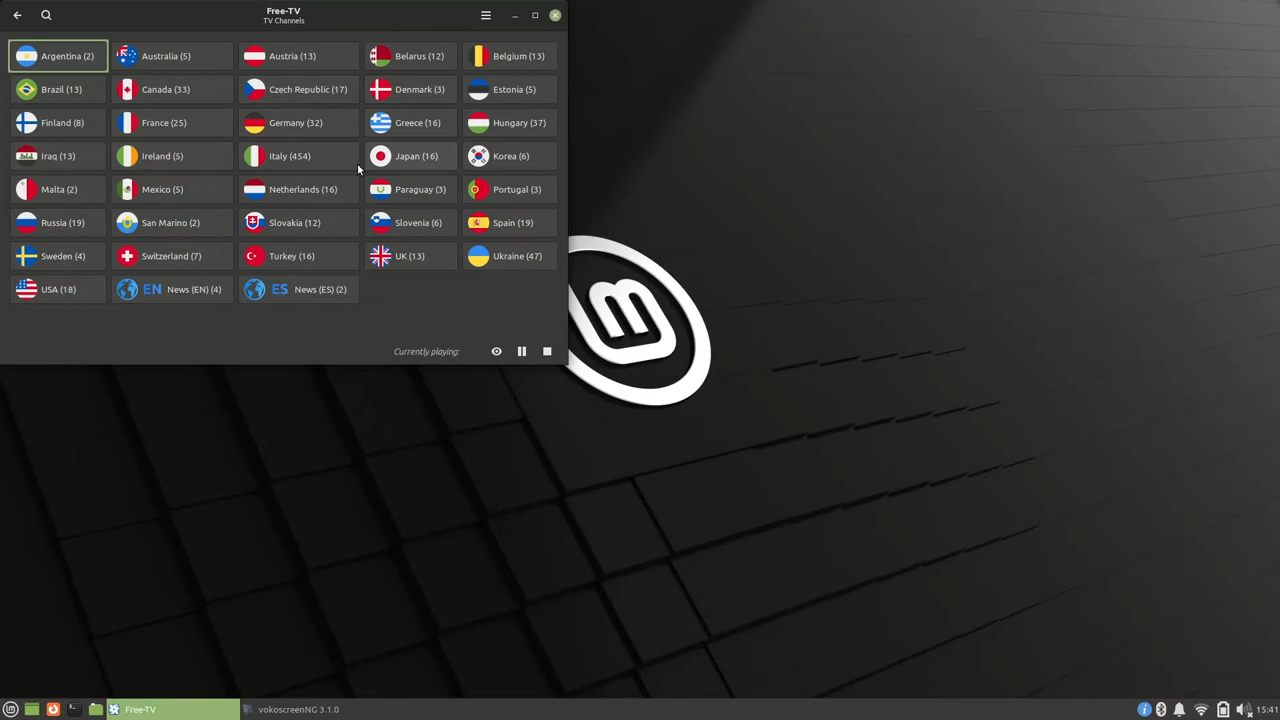 Free-TV
TV Channels
Argentina (2) Australia (5) Austria (13) Belarus (12) Belgium (13)
Brazil (13) Canada (33) Czech Republic (17) Denmark (3) Estonia (5)
Finland (8) France (25) Germany (32) Greece (16) Hungary (37)
Iraq (13) Ireland (5) Italy (454) Japan (16) Korea (6)
Malta (2) Mexico (5) Netherlands (16) Paraguay (3) Portugal (3)
Russia (19) San Marino (2) Slovakia (12) Slovenia (6) Spain (19)
Sweden (4) Switzerland (7) Turkey (16) UK (13) Ukraine (47)
USA (18) EN News (EN) (4) ES News (ES) (2)
Currently playing:
Free-TV vokoscreenNG 3.1.0 15:41